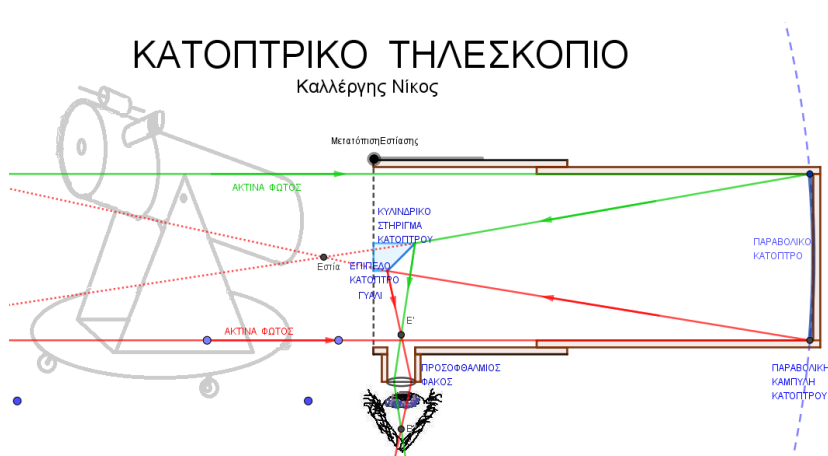 ΚΑΤΟΠΤΡΙΚΟ ΤΗΛΕΣΚΟΠΙΟ
Καλλέργης Νίκος
ΜετατόπισηΕστίασης
ΑΚΤΙΝΑ ΦΩΤΟΣ
ΚΥΛΙΝΔΡΙΚΟ
ΣΤΗΡΙΓΜΑ
ΚΑΤΟΠΤΡΟΥ
ΠΑΡΑΒΟΛΙΚΟ
ΚΑΤΟΠΤΡΟ
Εστία
ΕΠΙΠΕΔΟ
ΚΑΤΟΠΤΡΟ
ΓΥΑΛΙ
ΑΚΤΙΝΑ ΦΩΤΟΣ
Ε'
ΠΡΟΣΟΦΘΑΛΜΙΟΣ
ΦΑΚΟΣ
ΠΑΡΑΒΟΛΙΚΗ
ΚΑΜΠΥΛΗ
ΚΑΤΟΠΤΡΟΥ